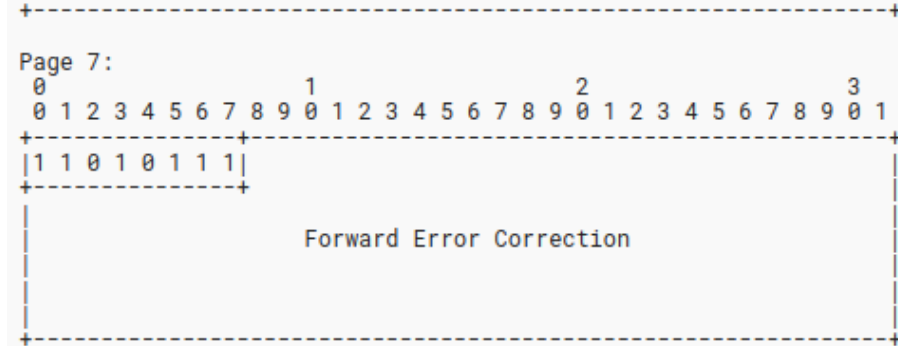 +---------------------------------------------------------------+
Page 7:
0                   1                   2                   3
0 1 2 3 4 5 6 7 8 9 0 1 2 3 4 5 6 7 8 9 0 1 2 3 4 5 6 7 8 9 0 1
+---------------+-----------------------------------------------+
|1 1 0 1 0 1 1 1|                                               |
+---------------+                                               |
|                                                               |
|                    Forward Error Correction                   |
|                                                               |
|                                                               |
|                                                               |
+---------------------------------------------------------------+